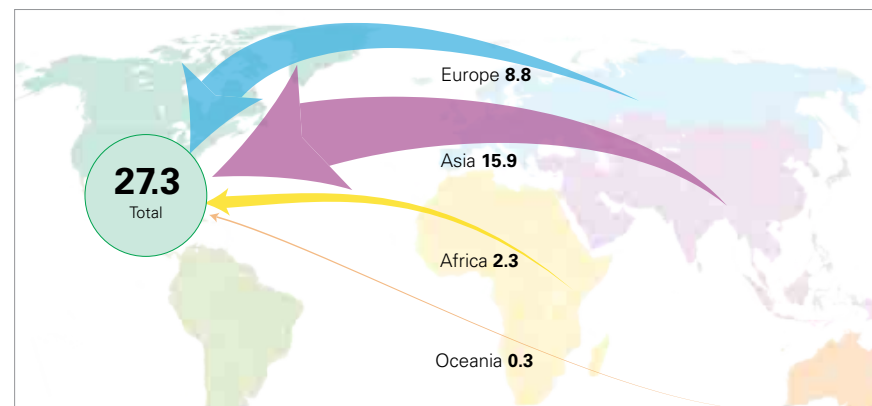 Europe 8.8
Asia 15.9
27.3
Total
Africa 2.3
Oceania 0.3